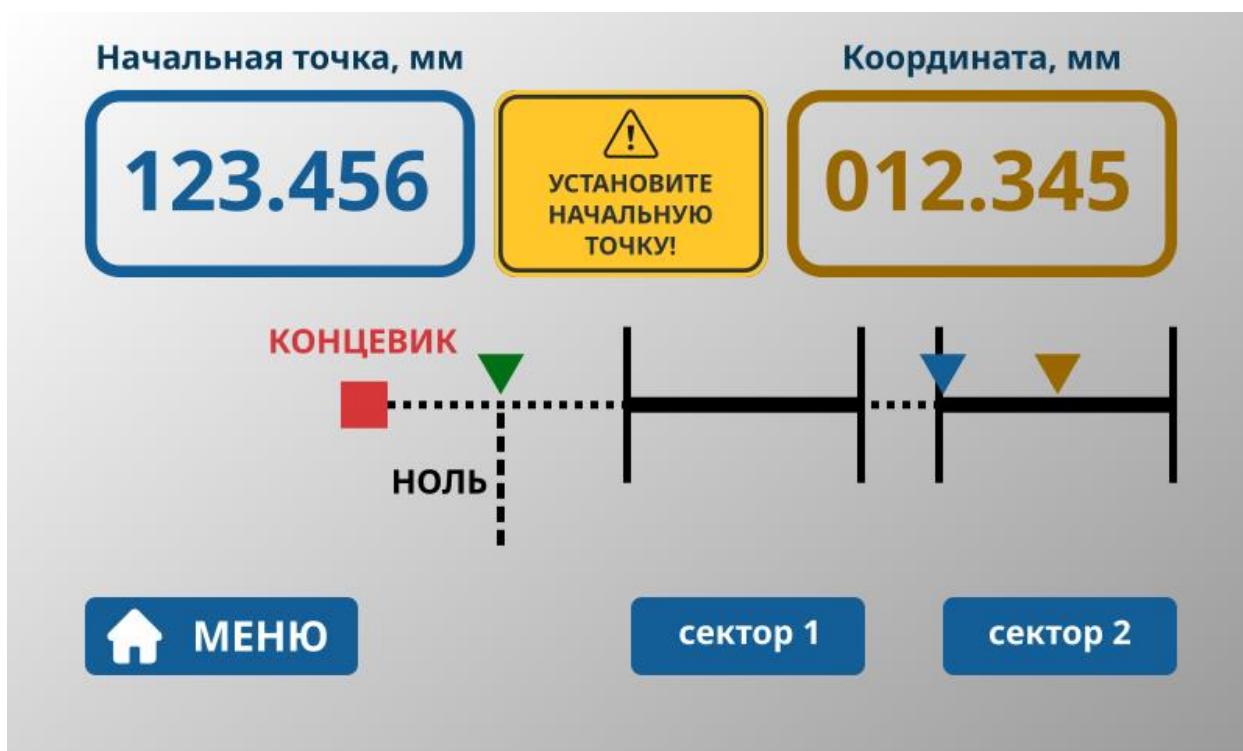 Начальная точка, мм
Координата, мм
123.456
УСТАНОВИТЕ
НАЧАЛЬНУЮ
ТОЧКУ!
012.345
КОНЦЕВИК
НОЛЬ
МЕНЮ
сектор 1
сектор 2